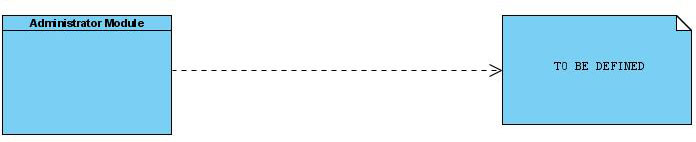 Administrator Module
TO BE DEFINED